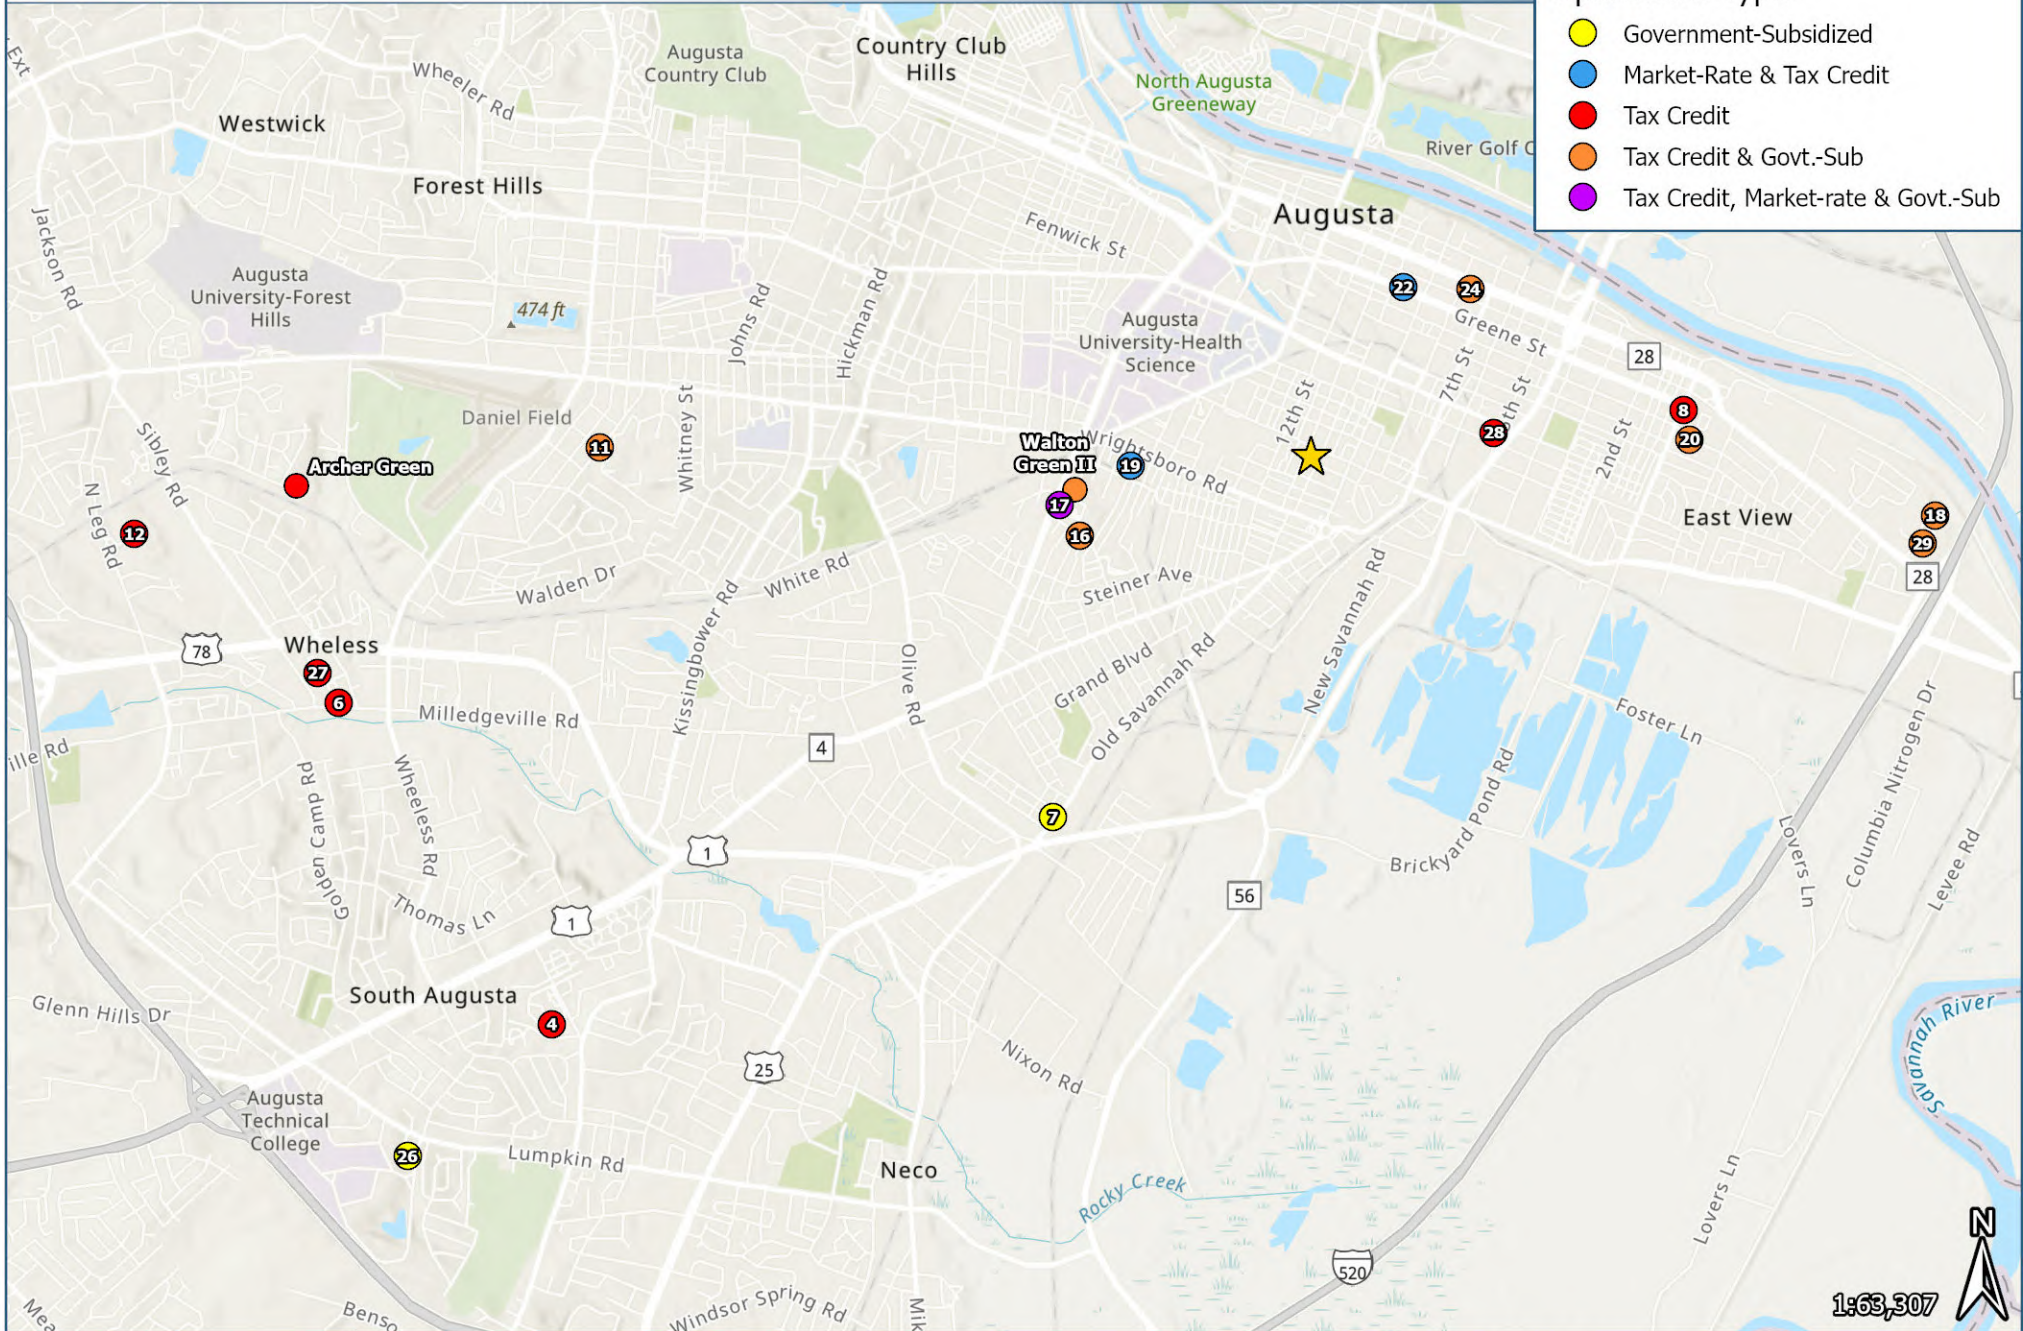 Government-Subsidized
Market-Rate & Tax Credit
Tax Credit
Tax Credit & Govt.-Sub
Tax Credit, Market-rate & Govt.-Sub
Ext
Wheeler Rd
Augusta
Country Club
Country Club
Hills
North Augusta
Greeneway
River Golf C
Westwick
Forest Hills
Augusta
Jackson Rd
Augusta
University-Forest
Hills
474 ft
Johns Rd
Hickman Rd
Fenwick St
Augusta
University-Health
Science
22
24
Greene St
28
7th St
12th St
2nd St
8
20
28
Daniel Field
11
Whitney St
Sibley Rd
Archer Green
N Leg Rd
12
Walton
Green II
Wrightsboro Rd
19
17
16
East View
18
29
28
Walden Dr
White Rd
Steiner Ave
New Savannah Rd
78
Wheless
27
6
Milledgeville Rd
Kissingbower Rd
Olive Rd
Grand Blvd
Old Savannah Rd
Foster Ln
ville Rd
4
Golden Camp Rd
Wheeless Rd
7
1
Brickyard Pond Rd
Lovers Ln
Columbia Nitrogen Dr
Levee Rd
Thomas Ln
1
56
South Augusta
Glenn Hills Dr
4
25
Nixon Rd
Savannah River
Augusta
Technical
College
26
Lumpkin Rd
Neco
Rocky Creek
Lovers Ln
520
N
1:63,307
Mea
Benso
Windsor Spring Rd
Mik